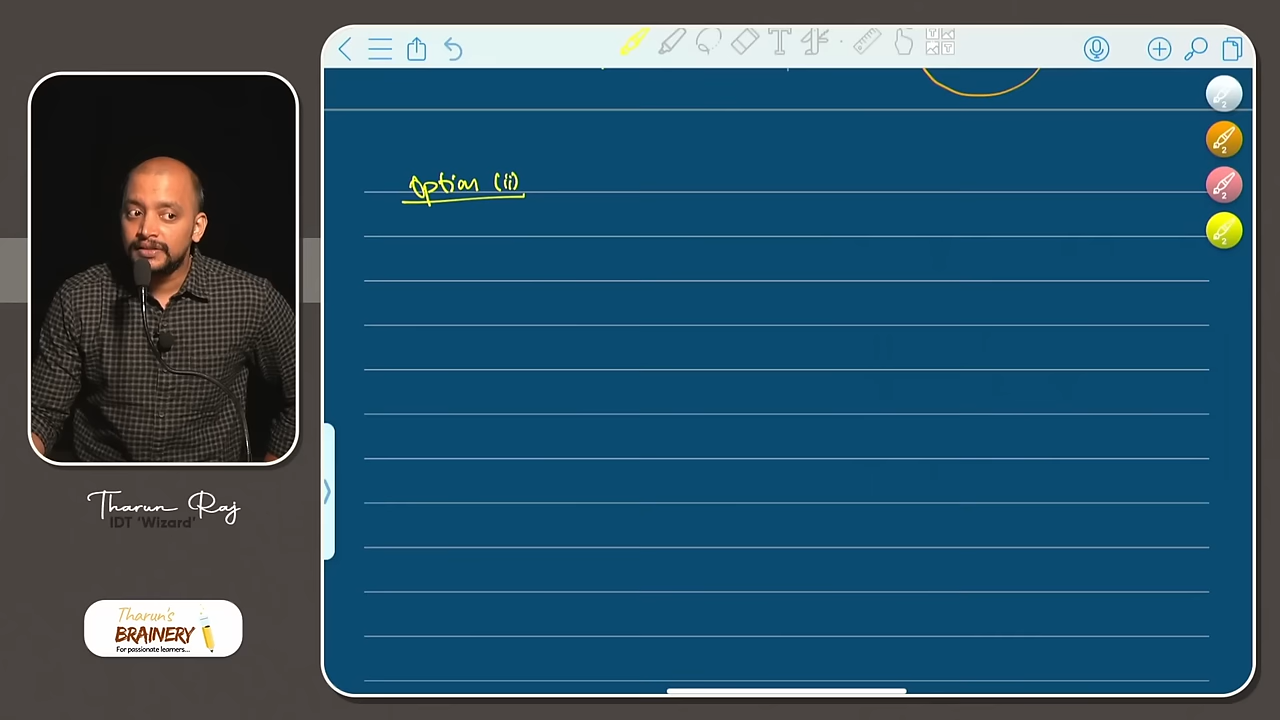 Option (ii)
Tharun Raj
IDT 'Wizard'
Tharun's
BRAINERY
For passionate learners...